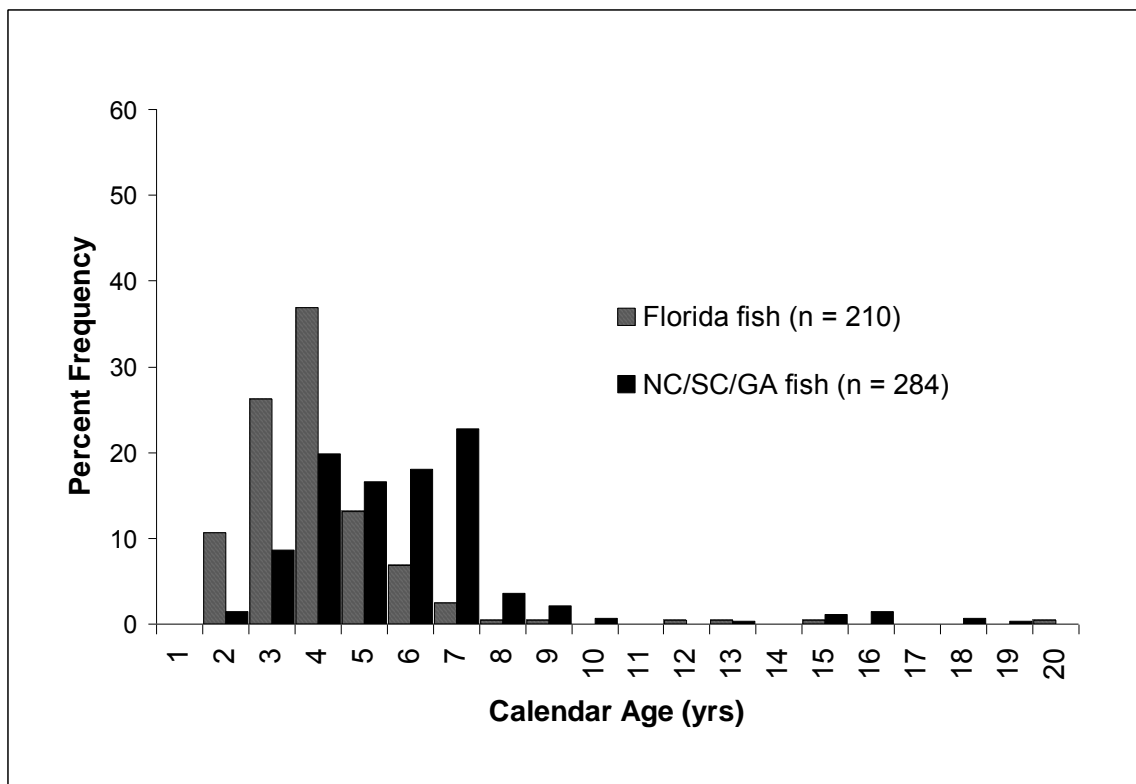 60
50
40
30
20
10
0
Percent Frequency
Florida fish (n = 210)
NC/SC/GA fish (n = 284)
1 2 3 4 5 6 7 8 9 10 11 12 13 14 15 16 17 18 19 20
Calendar Age (yrs)